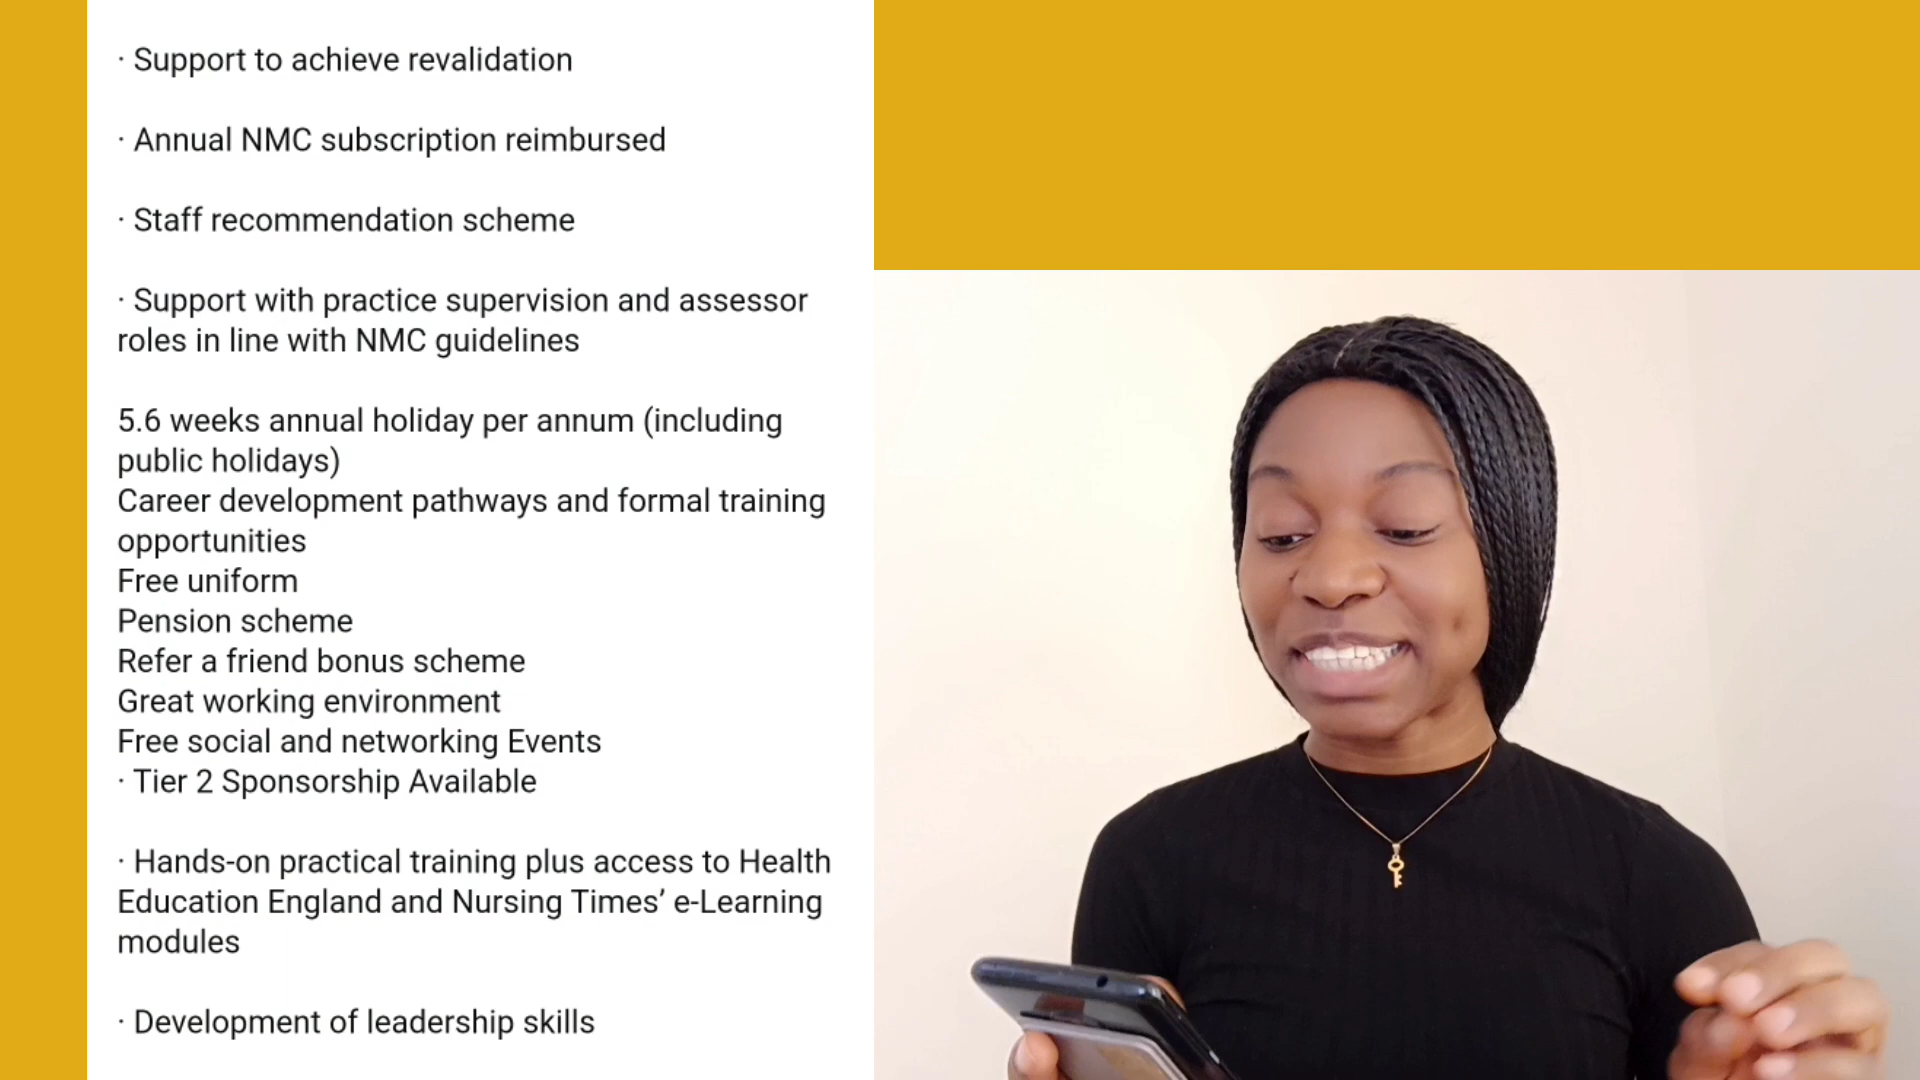 · Support to achieve revalidation
· Annual NMC subscription reimbursed
· Staff recommendation scheme
· Support with practice supervision and assessor
roles in line with NMC guidelines
5.6 weeks annual holiday per annum (including
public holidays)
Career development pathways and formal training
opportunities
Free uniform
Pension scheme
Refer a friend bonus scheme
Great working environment
Free social and networking Events
· Tier 2 Sponsorship Available
· Hands-on practical training plus access to Health
Education England and Nursing Times’ e-Learning
modules
· Development of leadership skills